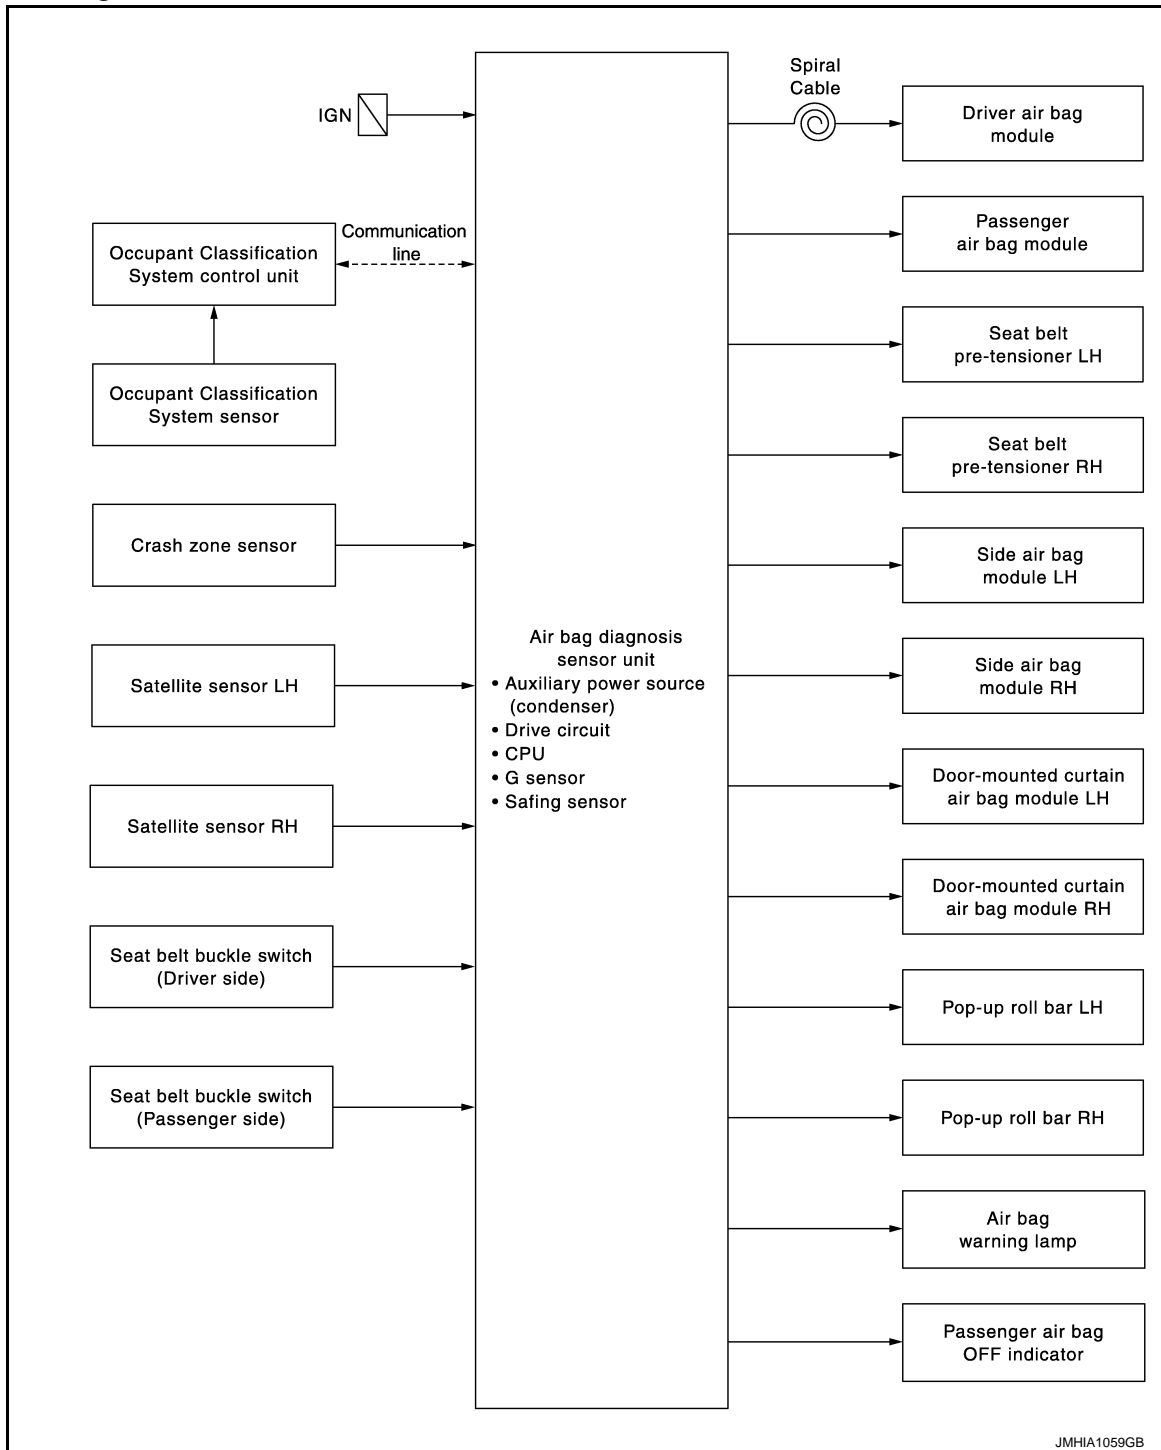 IGN
Occupant Classification
System control unit
Communication
line
Occupant Classification
System sensor
Crash zone sensor
Satellite sensor LH
Satellite sensor RH
Seat belt buckle switch
(Driver side)
Seat belt buckle switch
(Passenger side)
Air bag diagnosis
sensor unit
• Auxiliary power source
(condenser)
• Drive circuit
• CPU
• G sensor
• Safing sensor
Spiral
Cable
Driver air bag
module
Passenger
air bag module
Seat belt
pre-tensioner LH
Seat belt
pre-tensioner RH
Side air bag
module LH
Side air bag
module RH
Door-mounted curtain
air bag module LH
Door-mounted curtain
air bag module RH
Pop-up roll bar LH
Pop-up roll bar RH
Air bag
warning lamp
Passenger air bag
OFF indicator
JMHIA1059GB